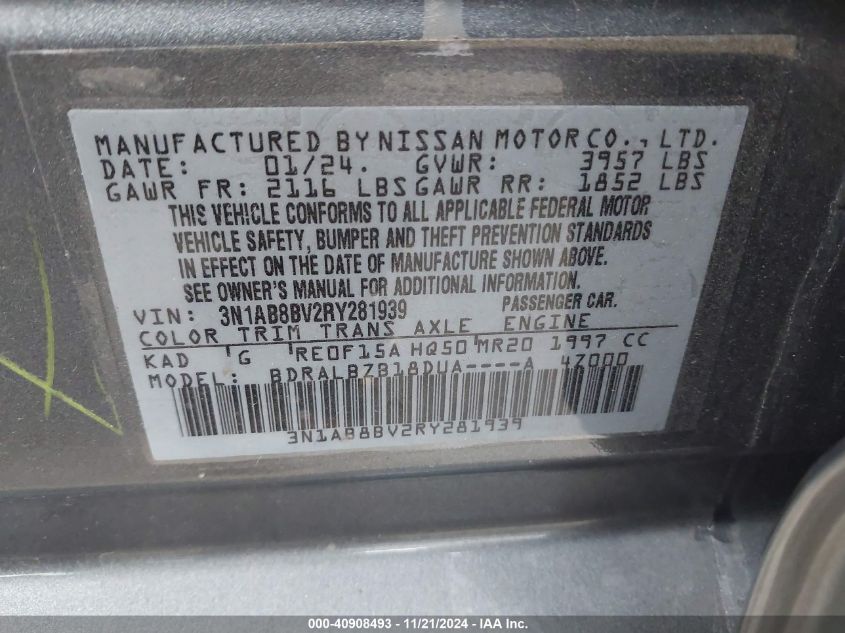 MANUFACTURED BY NISSAN MOTOR CO., LTD.
DATE: 01/24. GVWR: 3957 LBS
GAWR FR: 2116 LBS GAWR RR: 1852 LBS
THIS VEHICLE CONFORMS TO ALL APPLICABLE FEDERAL MOTOR
VEHICLE SAFETY, BUMPER AND THEFT PREVENTION STANDARDS
IN EFFECT ON THE DATE OF MANUFACTURE SHOWN ABOVE.
SEE OWNER'S MANUAL FOR ADDITIONAL INFORMATION.
VIN: 3N1AB8BV2RY281939 PASSENGER CAR.
COLOR TRIM TRANS AXLE ENGINE
KAD G RE0F15A HQ50 MR20 1997 CC
MODEL: BDRALBZB18DUA----A 47000
3N1AB8BV2RY281939
000-40908493 - 11/21/2024 - IAA Inc.